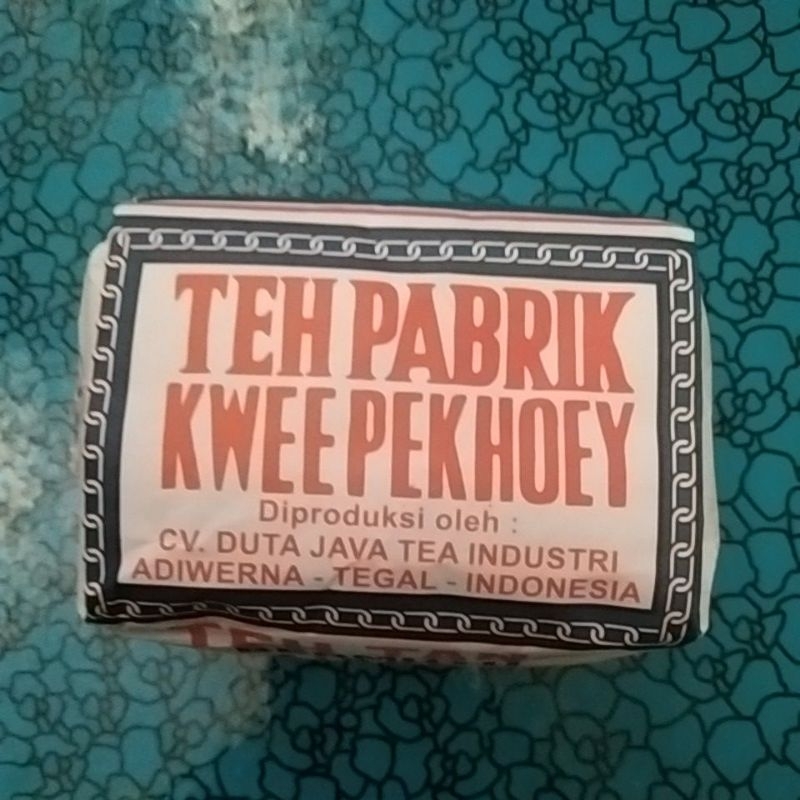 TEH PABRIK
KWEE PEK HOEY
Diproduksi oleh :
CV. DUTA JAVA TEA INDUSTRI
ADIWERNA - TEGAL - INDONESIA